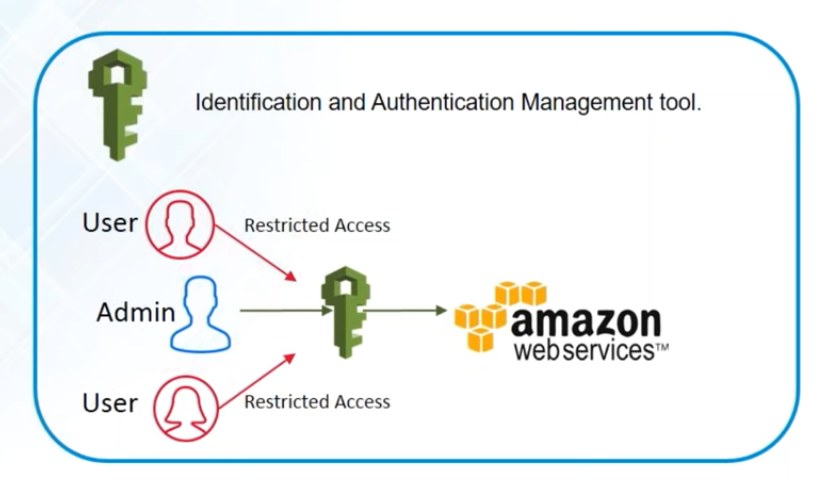 Identification and Authentication Management tool.
User
Restricted Access
Admin
amazon
webservices™
User
Restricted Access